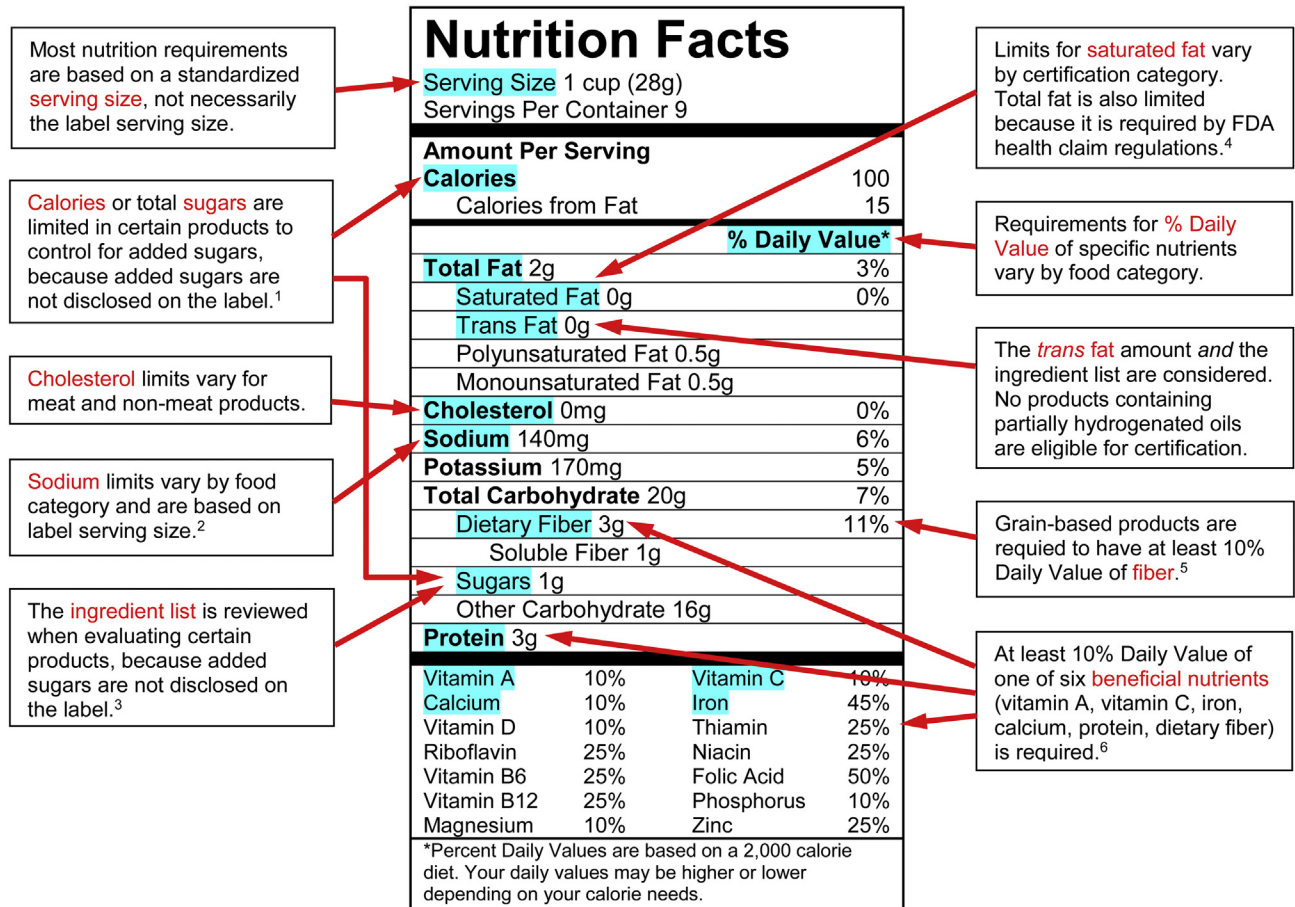 Most nutrition requirements
are based on a standardized
serving size, not necessarily
the label serving size.
Calories or total sugars are
limited in certain products to
control for added sugars,
because added sugars are
not disclosed on the label.1
Cholesterol limits vary for
meat and non-meat products.
Sodium limits vary by food
category and are based on
label serving size.2
The ingredient list is reviewed
when evaluating certain
products, because added
sugars are not disclosed on
the label.3
Nutrition Facts
Serving Size 1 cup (28g)
Servings Per Container 9
Amount Per Serving
Calories 100
Calories from Fat 15
% Daily Value*
Total Fat 2g 3%
Saturated Fat 0g 0%
Trans Fat 0g
Polyunsaturated Fat 0.5g
Monounsaturated Fat 0.5g
Cholesterol 0mg 0%
Sodium 140mg 6%
Potassium 170mg 5%
Total Carbohydrate 20g 7%
Dietary Fiber 3g 11%
Soluble Fiber 1g
Sugars 1g
Other Carbohydrate 16g
Protein 3g
Vitamin A 10% Vitamin C 10%
Calcium 10% Iron 45%
Vitamin D 10% Thiamin 25%
Riboflavin 25% Niacin 25%
Vitamin B6 25% Folic Acid 50%
Vitamin B12 25% Phosphorus 10%
Magnesium 10% Zinc 25%
*Percent Daily Values are based on a 2,000 calorie
diet. Your daily values may be higher or lower
depending on your calorie needs.
Limits for saturated fat vary
by certification category.
Total fat is also limited
because it is required by FDA
health claim regulations.4
Requirements for % Daily
Value of specific nutrients
vary by food category.
The trans fat amount and the
ingredient list are considered.
No products containing
partially hydrogenated oils
are eligible for certification.
Grain-based products are
requied to have at least 10%
Daily Value of fiber.5
At least 10% Daily Value of
one of six beneficial nutrients
(vitamin A, vitamin C, iron,
calcium, protein, dietary fiber)
is required.6